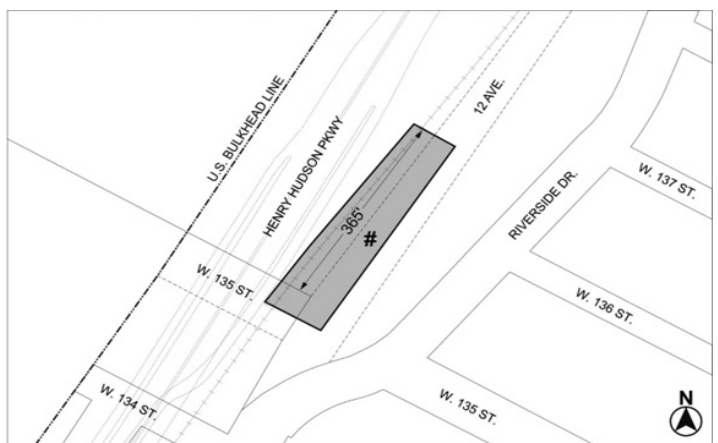 U.S. BULKHEAD LINE
HENRY HUDSON PKWY
12 AVE.
W. 137 ST.
RIVERSIDE DR.
365'
#
W. 135 ST.
W. 136 ST.
W. 134 ST.
W. 135 ST.
N